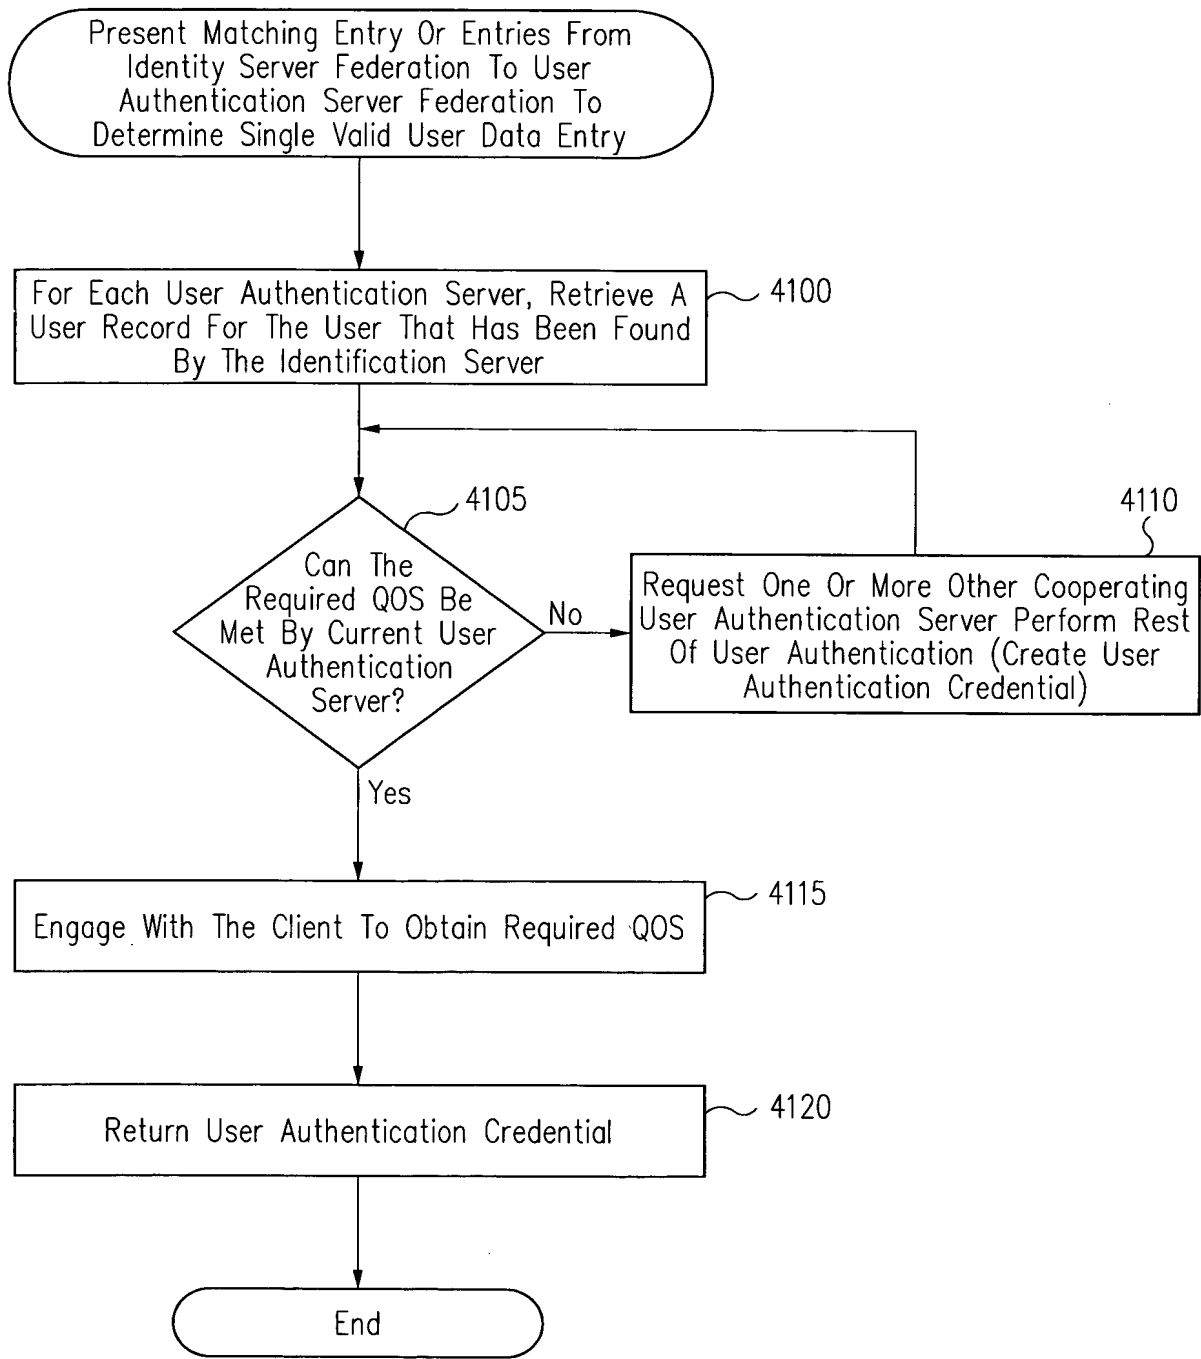 Present Matching Entry Or Entries From
Identity Server Federation To User
Authentication Server Federation To
Determine Single Valid User Data Entry
For Each User Authentication Server, Retrieve A
User Record For The User That Has Been Found
By The Identification Server
4100
4105
Can The
Required QOS Be
Met By Current User
Authentication
Server?
No
4110
Request One Or More Other Cooperating
User Authentication Server Perform Rest
Of User Authentication (Create User
Authentication Credential)
Yes
Engage With The Client To Obtain Required QOS
4115
Return User Authentication Credential
4120
End